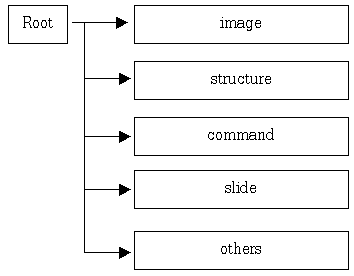 Root
image
structure
command
slide
others